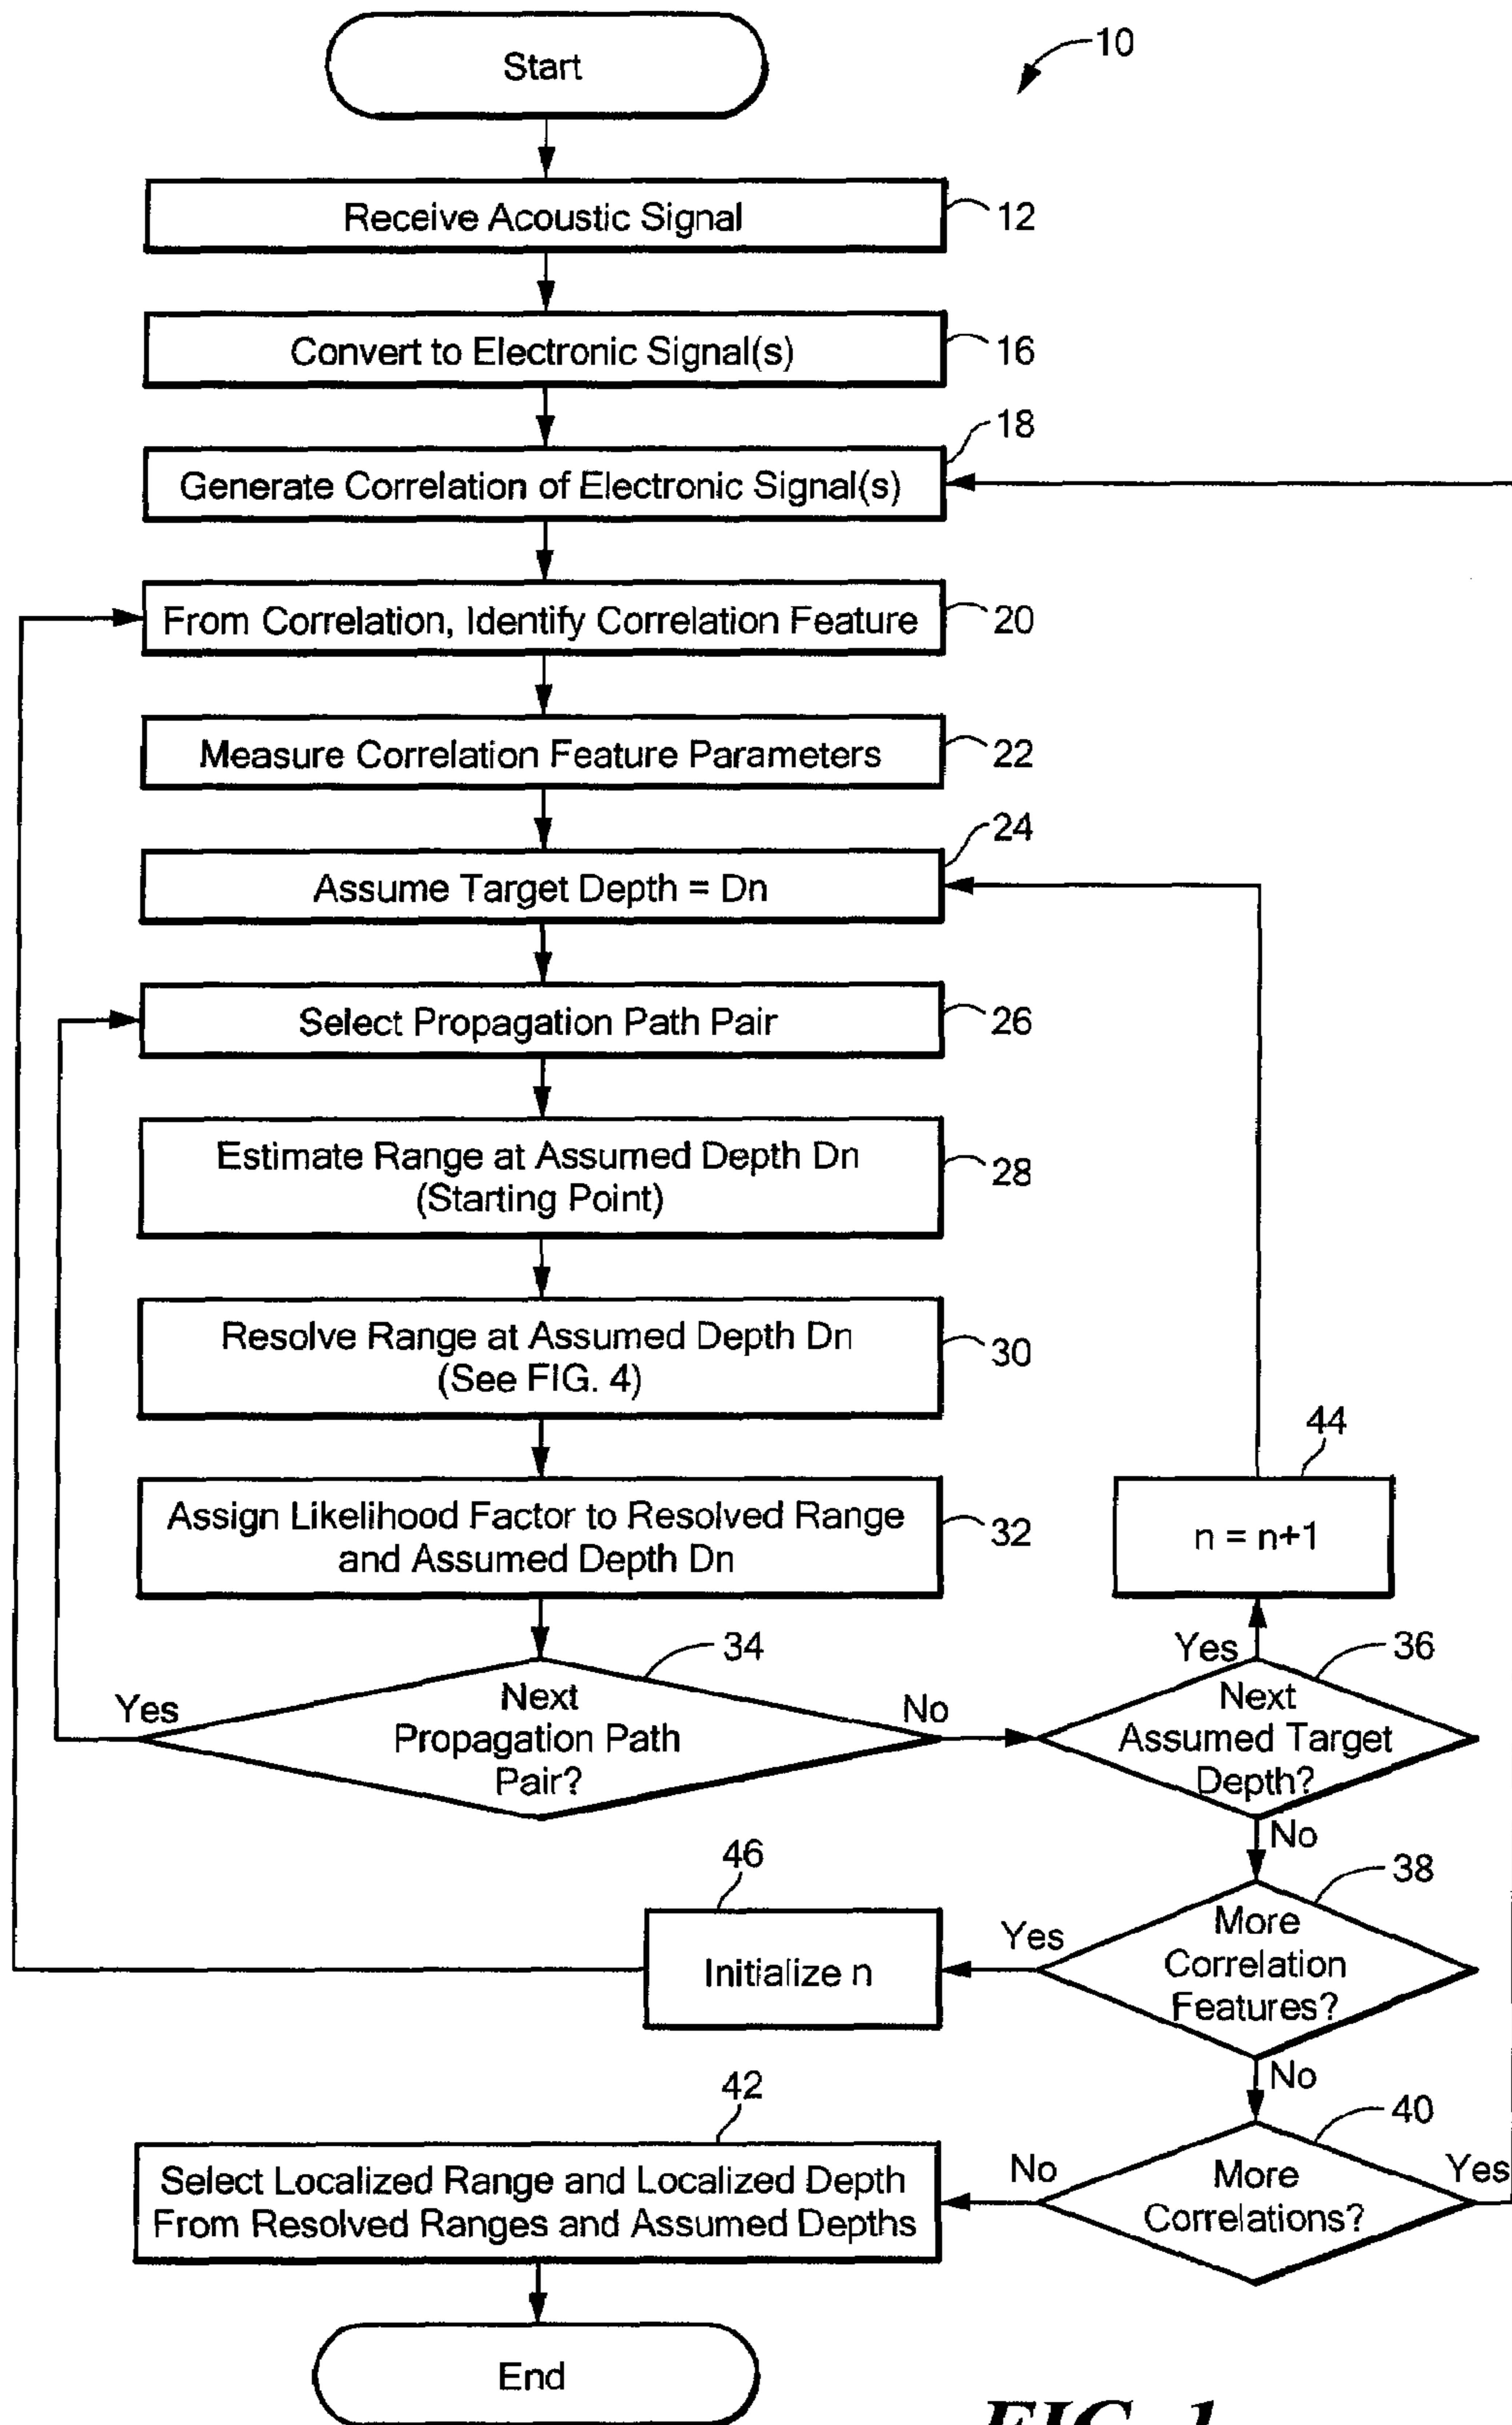 Start
10
Receive Acoustic Signal
12
Convert to Electronic Signal(s)
16
18
Generate Correlation of Electronic Signal(s)
From Correlation, Identify Correlation Feature
20
Measure Correlation Feature Parameters
22
24
Assume Target Depth = Dn
Select Propagation Path Pair
26
Estimate Range at Assumed Depth Dn
(Starting Point)
28
Resolve Range at Assumed Depth Dn
(See FIG. 4)
30
44
Assign Likelihood Factor to Resolved Range
and Assumed Depth Dn
32
n = n+1
34
Yes
36
Yes
Next
Propagation Path
Pair?
No
Next
Assumed Target
Depth?
No
46
38
Initialize n
Yes
More
Correlation
Features?
No
42
40
Select Localized Range and Localized Depth
From Resolved Ranges and Assumed Depths
No
More
Correlations?
Yes
End
FIG. 1